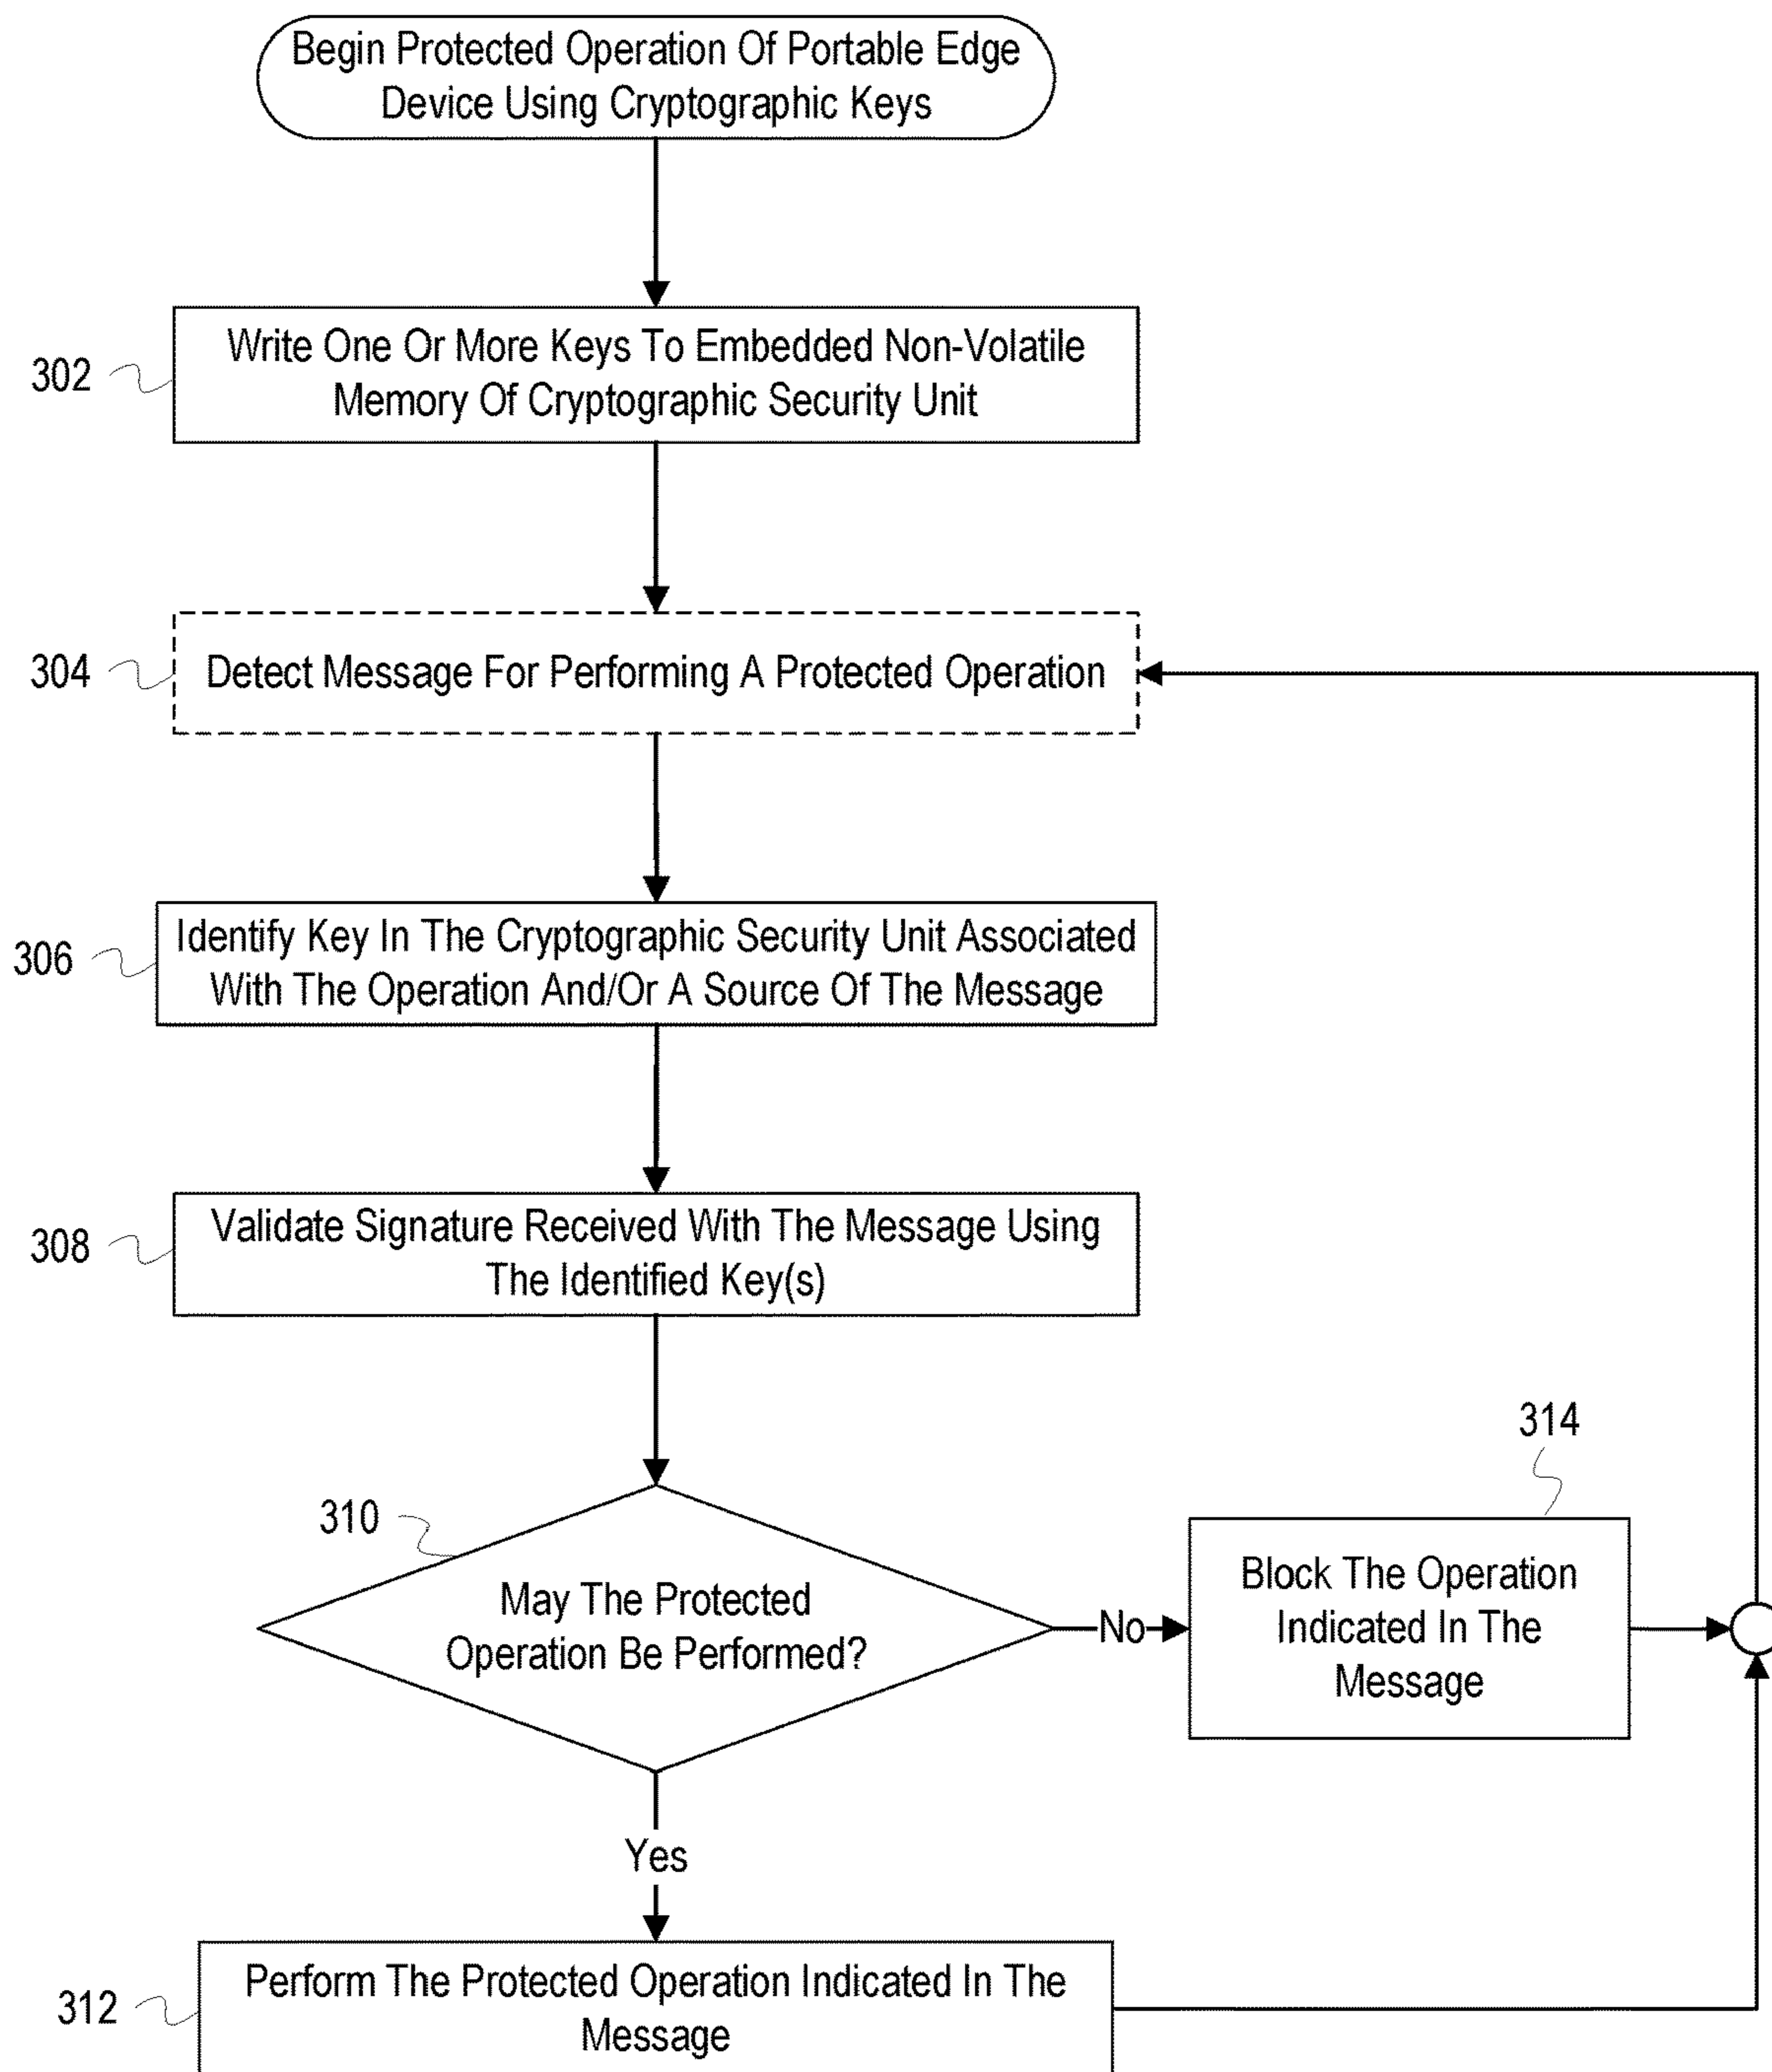 Begin Protected Operation Of Portable Edge
Device Using Cryptographic Keys
302
Write One Or More Keys To Embedded Non-Volatile
Memory Of Cryptographic Security Unit
304
Detect Message For Performing A Protected Operation
306
Identify Key In The Cryptographic Security Unit Associated
With The Operation And/Or A Source Of The Message
308
Validate Signature Received With The Message Using
The Identified Key(s)
310
May The Protected
Operation Be Performed?
No
314
Block The Operation
Indicated In The
Message
Yes
312
Perform The Protected Operation Indicated In The
Message